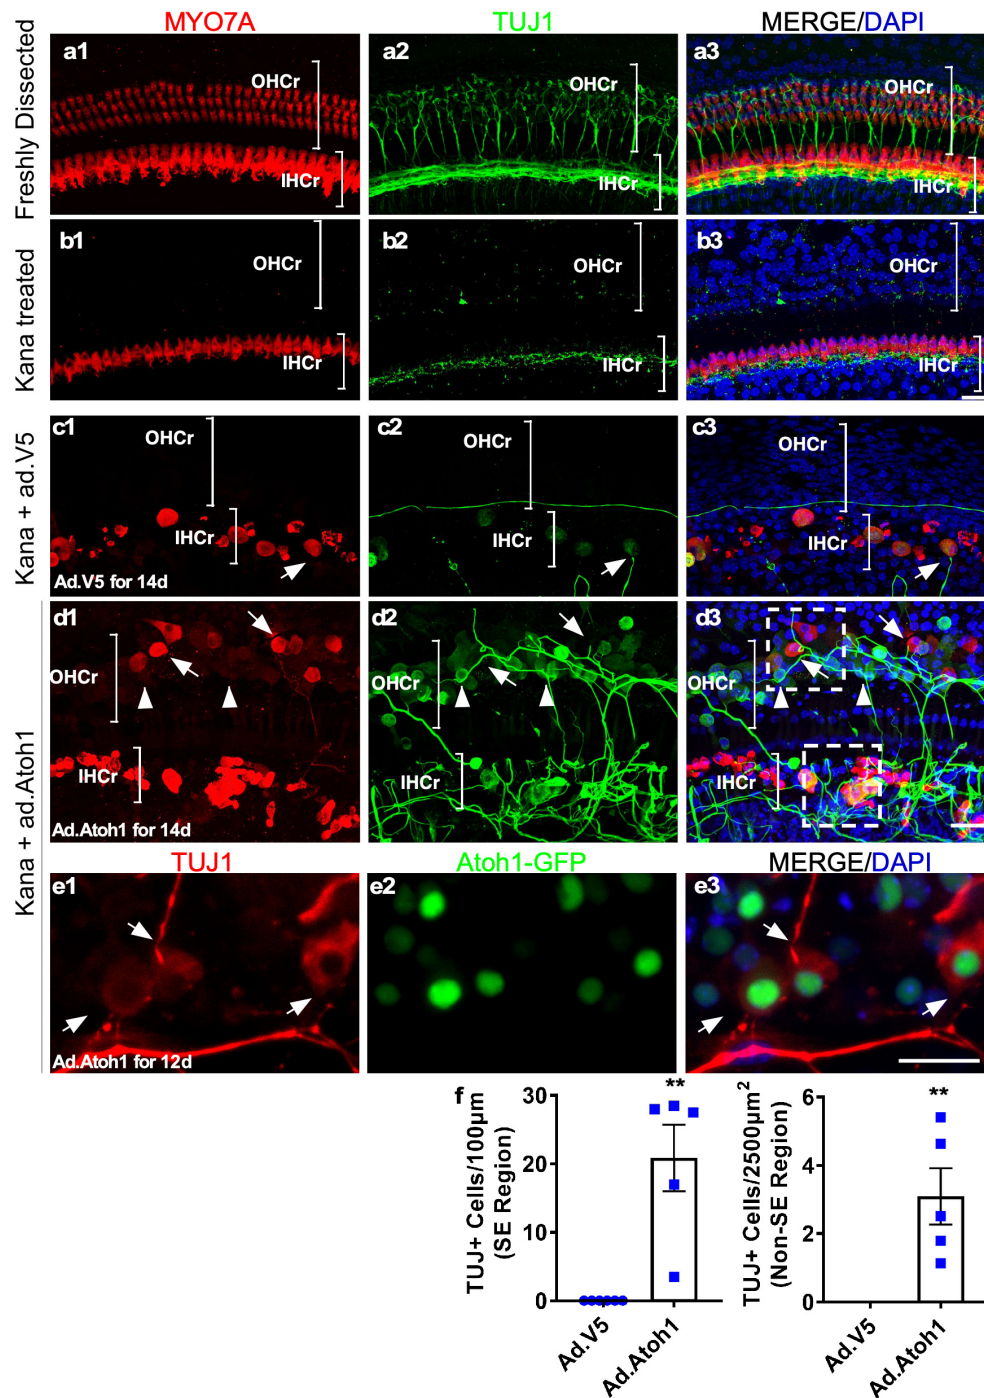 MYO7A TUJ1 MERGE/DAPI
Freshly Dissected
a1 a2 a3
OHCr OHCr OHCr
IHCr IHCr IHCr
Kana treated
b1 b2 b3
OHCr OHCr OHCr
IHCr IHCr IHCr
Kana + ad.V5
c1 c2 c3
OHCr OHCr OHCr
IHCr IHCr IHCr
Ad.V5 for 14d
Kana + ad.Atoh1
d1 d2 d3
OHCr OHCr OHCr
IHCr IHCr IHCr
Ad.Atoh1 for 14d
TUJ1 Atoh1-GFP MERGE/DAPI
e1 e2 e3
Ad.Atoh1 for 12d
f
TUJ+ Cells/100µm
(SE Region)
30
20
10
0
**
Ad.V5 Ad.Atoh1
TUJ+ Cells/2500µm²
(Non-SE Region)
6
4
2
0
**
Ad.V5 Ad.Atoh1